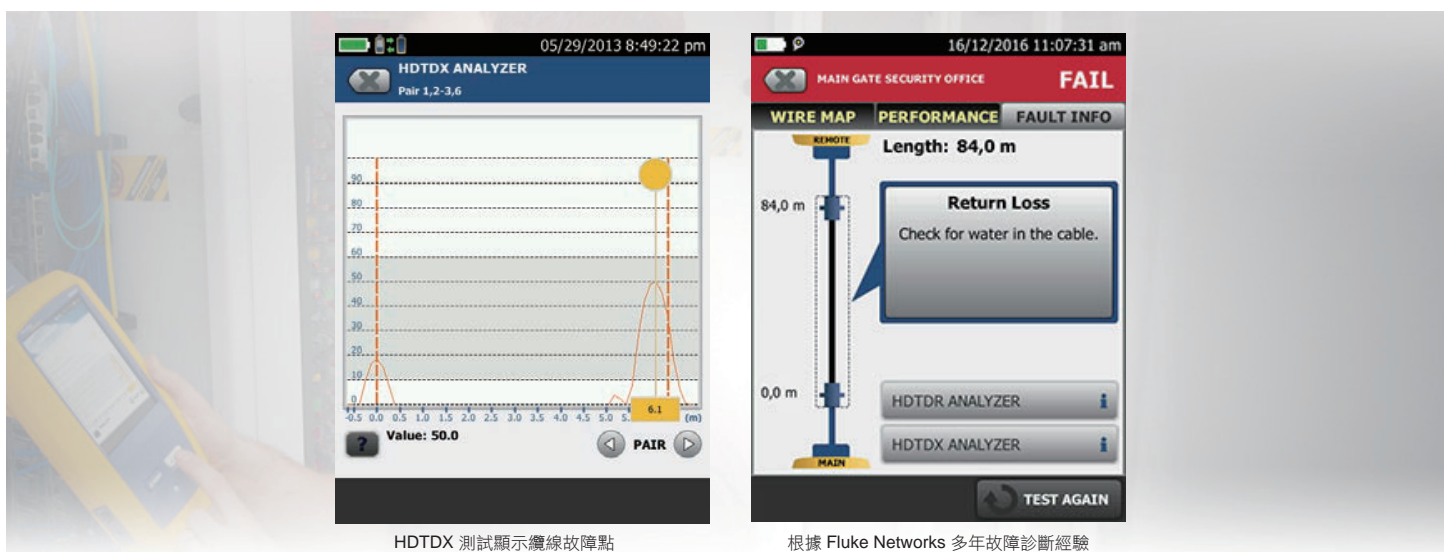 05/29/2013 8:49:22 pm
HDTDX ANALYZER
Pair 1,2-3,6
90
80
70
60
50
40
30
20
10
0
-0.5 0.0 0.5 1.0 1.5 2.0 2.5 3.0 3.5 4.0 4.5 5.0 5. 6.1 (m)
? Value: 50.0 PAIR
HDTDX 測試顯示纜線故障點
16/12/2016 11:07:31 am
MAIN GATE SECURITY OFFICE FAIL
WIRE MAP PERFORMANCE FAULT INFO
REMOTE
Length: 84,0 m
84,0 m
Return Loss
Check for water in the cable.
0,0 m
HDTDR ANALYZER i
HDTDX ANALYZER i
MAIN
TEST AGAIN
根據 Fluke Networks 多年故障診斷經驗